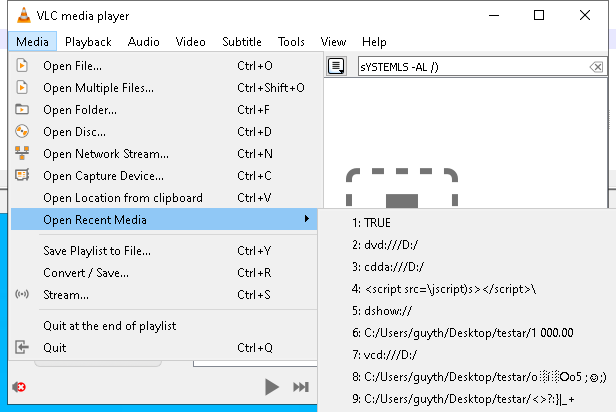 VLC media player
Media Playback Audio Video Subtitle Tools View Help
Open File... Ctrl+O
sYSTEMLS -AL /)
Open Multiple Files... Ctrl+Shift+O
Open Folder... Ctrl+F
Open Disc... Ctrl+D
Open Network Stream... Ctrl+N
Open Capture Device... Ctrl+C
Open Location from clipboard Ctrl+V
Open Recent Media
Save Playlist to File... Ctrl+Y
Convert / Save... Ctrl+R
Stream... Ctrl+S
Quit at the end of playlist
Quit Ctrl+Q
1: TRUE
2: dvd:///D:/
3: cdda:///D:/
4: <script src=\jscript)s></script>\
5: dshow://
6: C:/Users/guyth/Desktop/testar/1 000.00
7: vcd:///D:/
8: C:/Users/guyth/Desktop/testar/o░i░Oo5 ;☺;)
9: C:/Users/guyth/Desktop/testar/<>?:}|_+